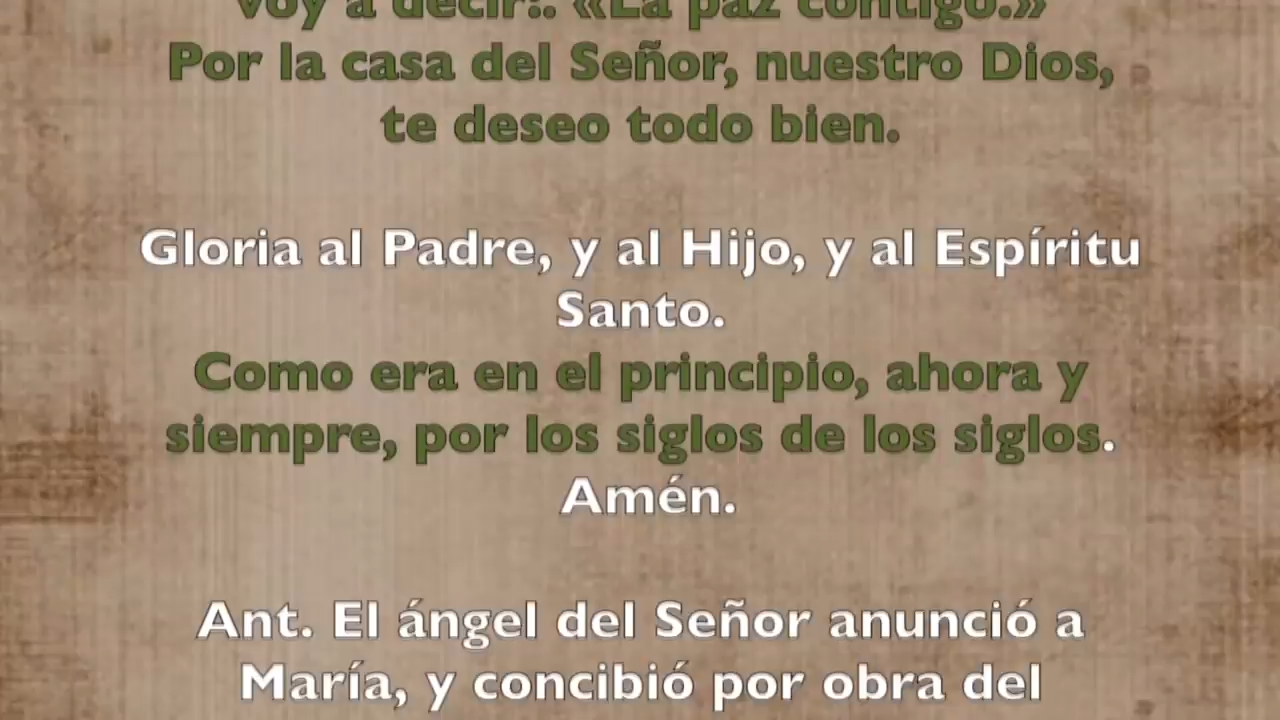 voy a decir:. «La paz contigo.»
Por la casa del Señor, nuestro Dios,
te deseo todo bien.
Gloria al Padre, y al Hijo, y al Espíritu
Santo.
Como era en el principio, ahora y
siempre, por los siglos de los siglos.
Amén.
Ant. El ángel del Señor anunció a
María, y concibió por obra del